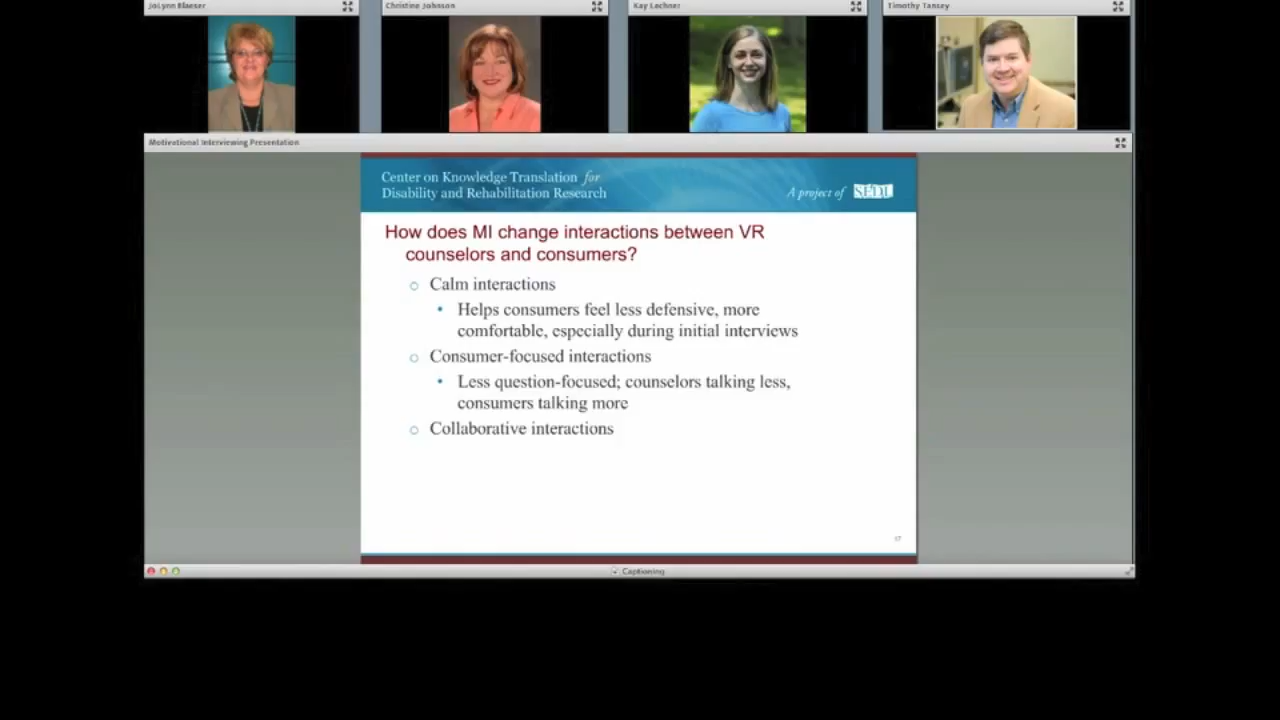 JoLynn Blaeser
Christine Johnson
Kay Lechner
Timothy Tansey
Motivational Interviewing Presentation
Center on Knowledge Translation for
Disability and Rehabilitation Research
A project of SEDL
How does MI change interactions between VR
counselors and consumers?
Calm interactions
• Helps consumers feel less defensive, more
comfortable, especially during initial interviews
Consumer-focused interactions
• Less question-focused; counselors talking less,
consumers talking more
Collaborative interactions
17
Captioning